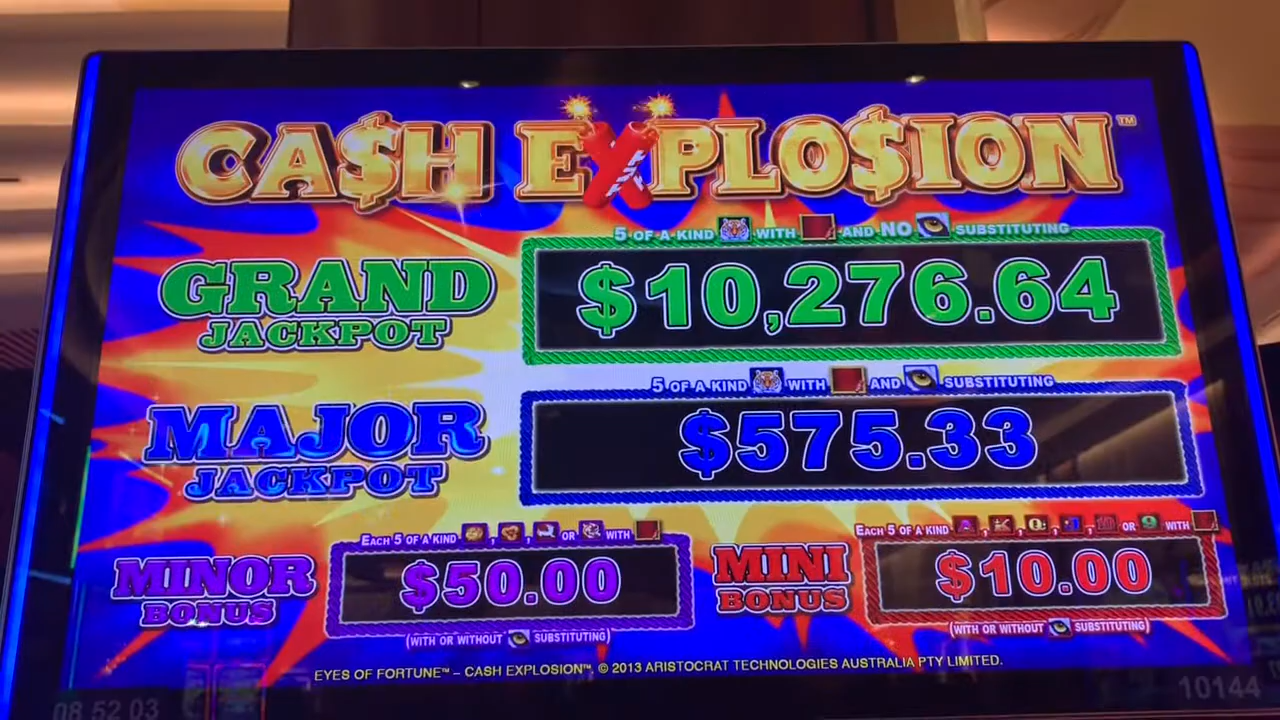 CA$H EXPLO$ION™
5 OF A KIND WITH AND NO SUBSTITUTING
GRAND
JACKPOT
$10,276.64
5 OF A KIND WITH AND SUBSTITUTING
MAJOR
JACKPOT
$575.33
EACH 5 OF A KIND , , OR WITH
MINOR
BONUS
$50.00
(WITH OR WITHOUT SUBSTITUTING)
EACH 5 OF A KIND A, K, Q, J, 10 OR 9 WITH
MINI
BONUS
$10.00
(WITH OR WITHOUT SUBSTITUTING)
EYES OF FORTUNE™ – CASH EXPLOSION™, © 2013 ARISTOCRAT TECHNOLOGIES AUSTRALIA PTY LIMITED.
08 52 03
10144